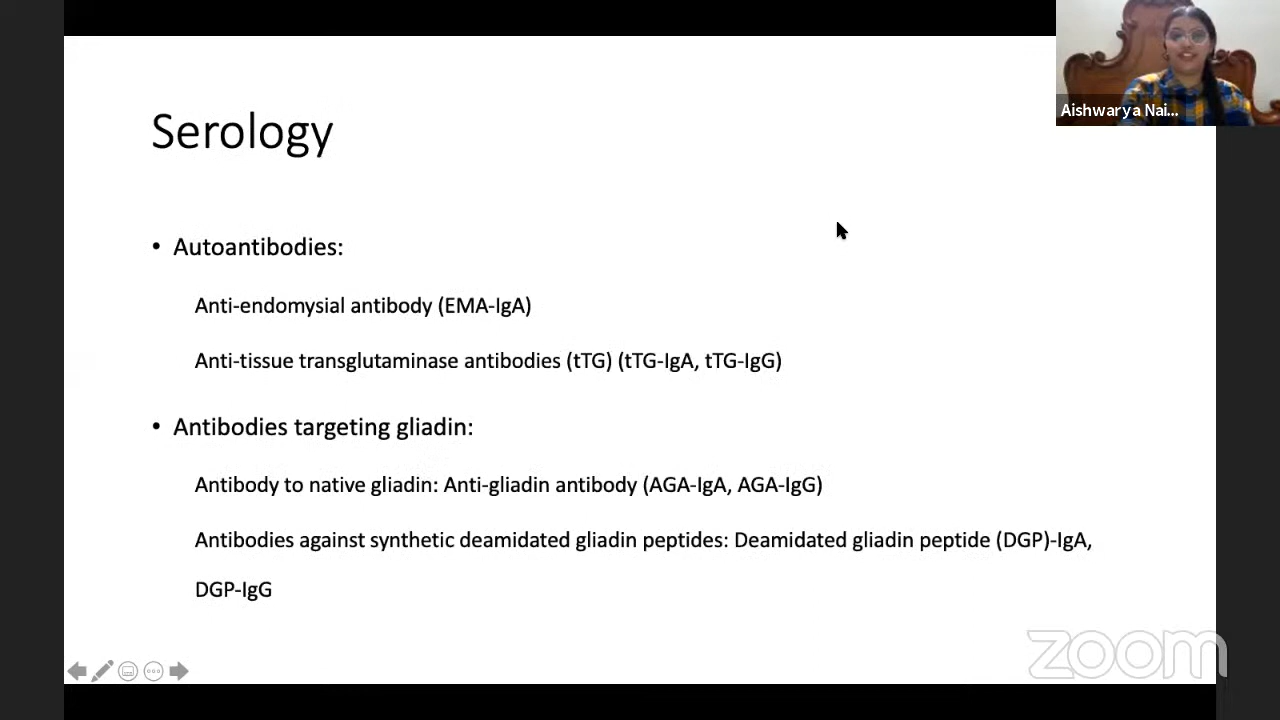 Aishwarya Nai...
Serology
• Autoantibodies:
Anti-endomysial antibody (EMA-IgA)
Anti-tissue transglutaminase antibodies (tTG) (tTG-IgA, tTG-IgG)
• Antibodies targeting gliadin:
Antibody to native gliadin: Anti-gliadin antibody (AGA-IgA, AGA-IgG)
Antibodies against synthetic deamidated gliadin peptides: Deamidated gliadin peptide (DGP)-IgA,
DGP-IgG
zoom